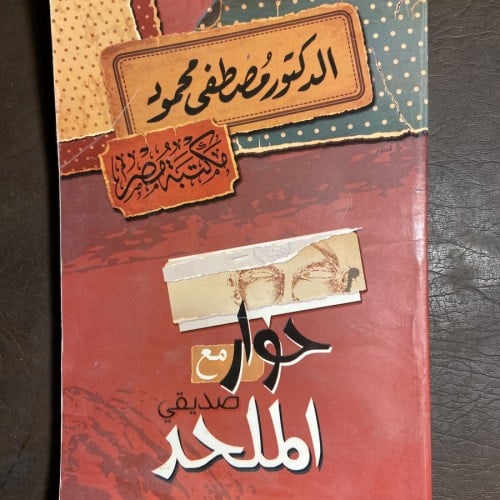 الدكتور مصطفى محمود
مكتبة مصر
حوار
مع
صديقي
الملحد